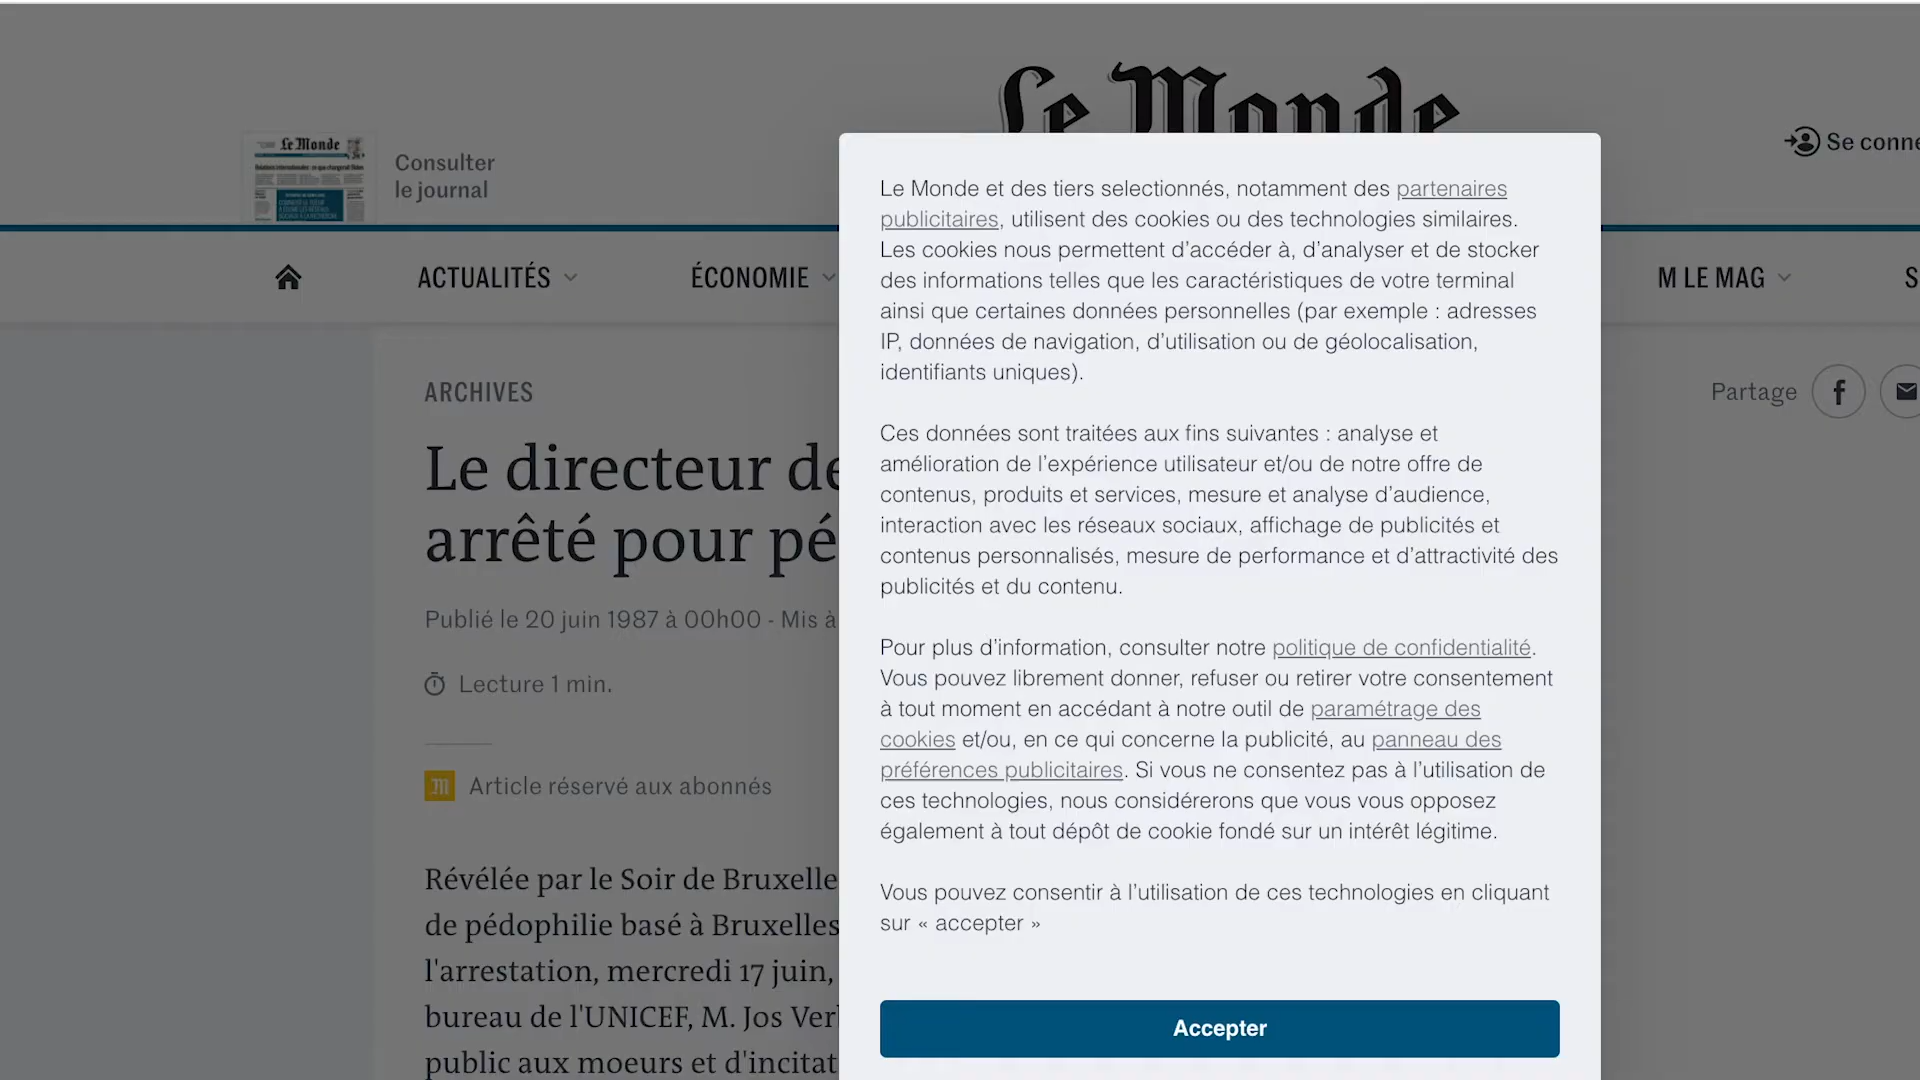 Le Monde
Le Monde
Consulter
le journal
Se conne
ACTUALITÉS
ÉCONOMIE
M LE MAG
S
ARCHIVES
Partage
Le directeur de
arrêté pour pé
Publié le 20 juin 1987 à 00h00 - Mis à
Lecture 1 min.
Article réservé aux abonnés
Révélée par le Soir de Bruxelle
de pédophilie basé à Bruxelles
l'arrestation, mercredi 17 juin,
bureau de l'UNICEF, M. Jos Ver
public aux moeurs et d'incitat
Le Monde et des tiers selectionnés, notamment des partenaires
publicitaires, utilisent des cookies ou des technologies similaires.
Les cookies nous permettent d’accéder à, d’analyser et de stocker
des informations telles que les caractéristiques de votre terminal
ainsi que certaines données personnelles (par exemple : adresses
IP, données de navigation, d’utilisation ou de géolocalisation,
identifiants uniques).
Ces données sont traitées aux fins suivantes : analyse et
amélioration de l’expérience utilisateur et/ou de notre offre de
contenus, produits et services, mesure et analyse d’audience,
interaction avec les réseaux sociaux, affichage de publicités et
contenus personnalisés, mesure de performance et d’attractivité des
publicités et du contenu.
Pour plus d’information, consulter notre politique de confidentialité.
Vous pouvez librement donner, refuser ou retirer votre consentement
à tout moment en accédant à notre outil de paramétrage des
cookies et/ou, en ce qui concerne la publicité, au panneau des
préférences publicitaires. Si vous ne consentez pas à l’utilisation de
ces technologies, nous considérerons que vous vous opposez
également à tout dépôt de cookie fondé sur un intérêt légitime.
Vous pouvez consentir à l’utilisation de ces technologies en cliquant
sur « accepter »
Accepter